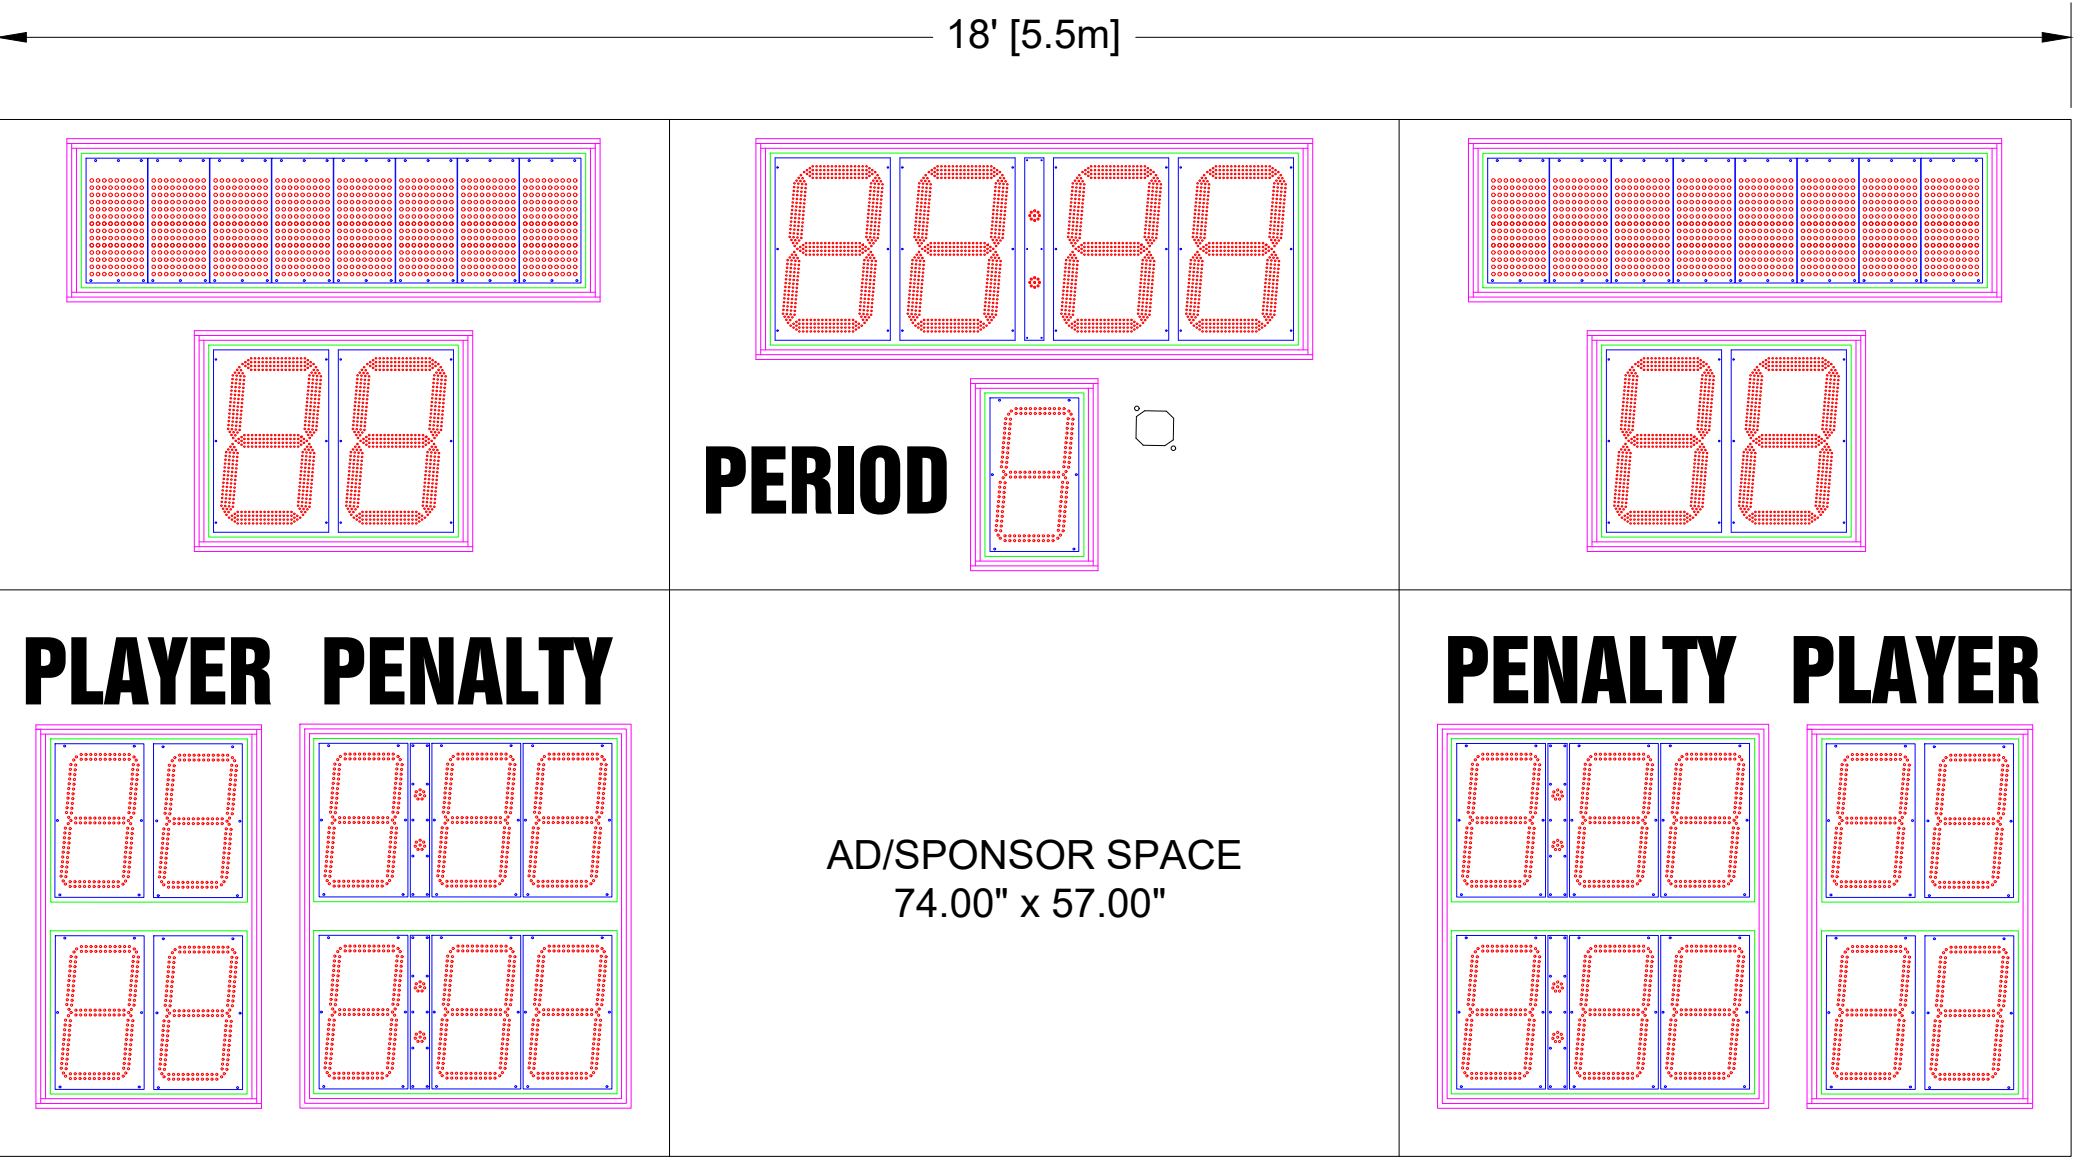 18' [5.5m]
PERIOD
PLAYER PENALTY
PENALTY PLAYER
AD/SPONSOR SPACE
74.00" x 57.00"